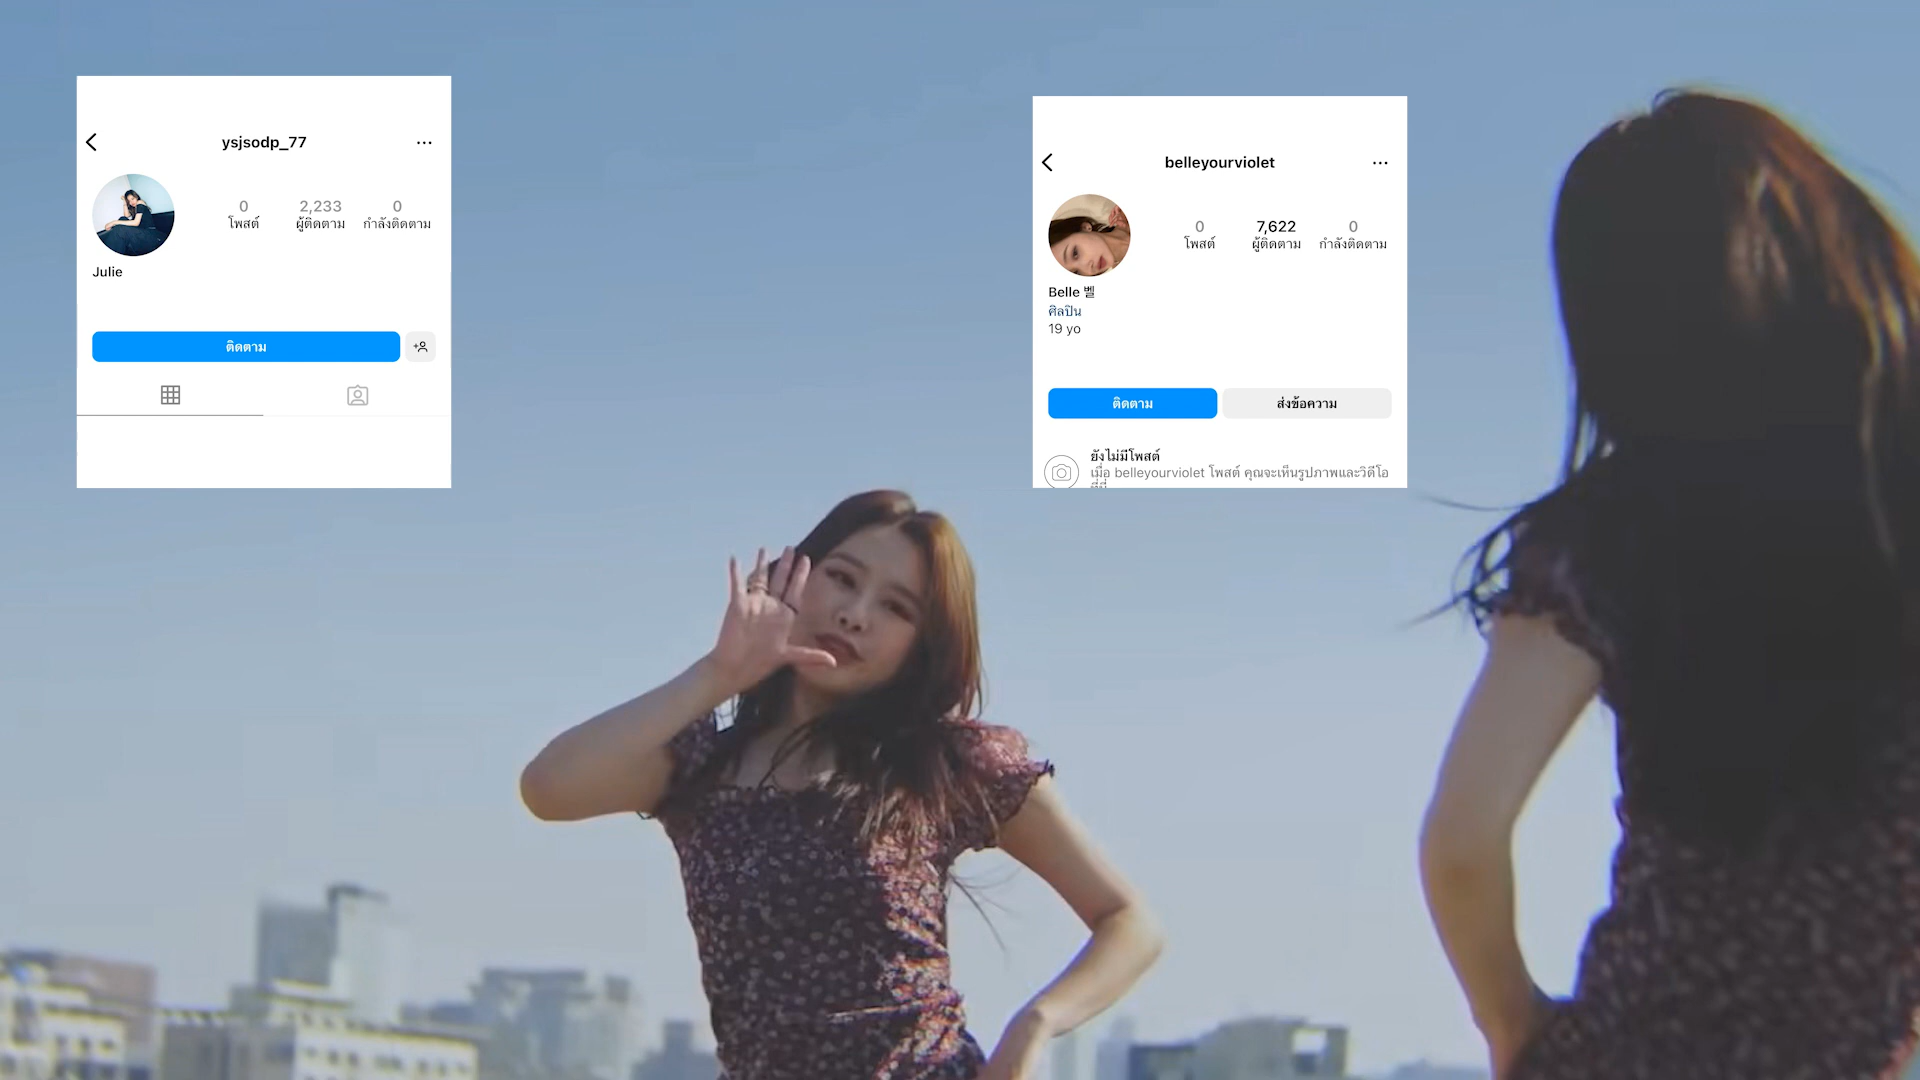 ysjsodp_77
0
2,233
0
โพสต์
ผู้ติดตาม
กำลังติดตาม
Julie
ติดตาม
belleyourviolet
0
7,622
0
โพสต์
ผู้ติดตาม
กำลังติดตาม
Belle 벨
ศิลปิน
19 yo
ติดตาม
ส่งข้อความ
ยังไม่มีโพสต์
เมื่อ belleyourviolet โพสต์ คุณจะเห็นรูปภาพและวิดีโอ